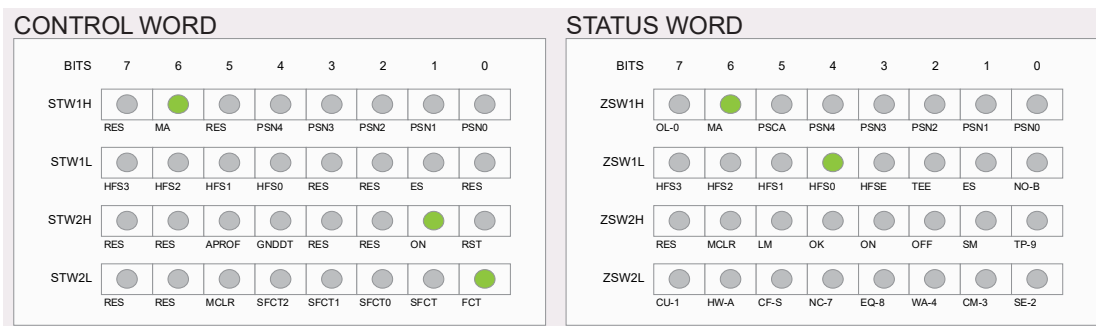 CONTROL WORD
BITS 7 6 5 4 3 2 1 0
STW1H
RES MA RES PSN4 PSN3 PSN2 PSN1 PSN0
STW1L
HFS3 HFS2 HFS1 HFS0 RES RES ES RES
STW2H
RES RES APROF GNDDT RES RES ON RST
STW2L
RES RES MCLR SFCT2 SFCT1 SFCT0 SFCT FCT
STATUS WORD
BITS 7 6 5 4 3 2 1 0
ZSW1H
OL-0 MA PSCA PSN4 PSN3 PSN2 PSN1 PSN0
ZSW1L
HFS3 HFS2 HFS1 HFS0 HFSE TEE ES NO-B
ZSW2H
RES MCLR LM OK ON OFF SM TP-9
ZSW2L
CU-1 HW-A CF-S NC-7 EQ-8 WA-4 CM-3 SE-2